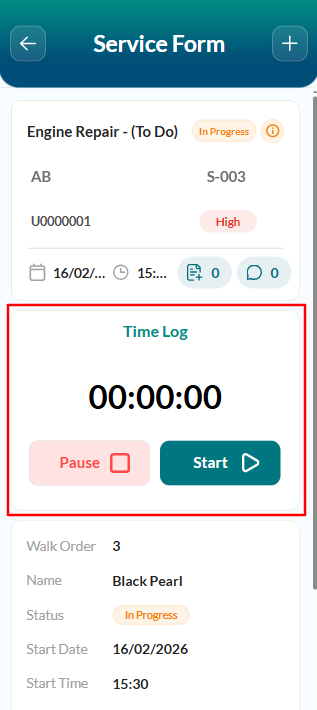 Service Form
Engine Repair - (To Do) In Progress
AB S-003
U0000001 High
16/02/... 15:... 0 0
Time Log
00:00:00
Pause Start
Walk Order 3
Name Black Pearl
Status In Progress
Start Date 16/02/2026
Start Time 15:30